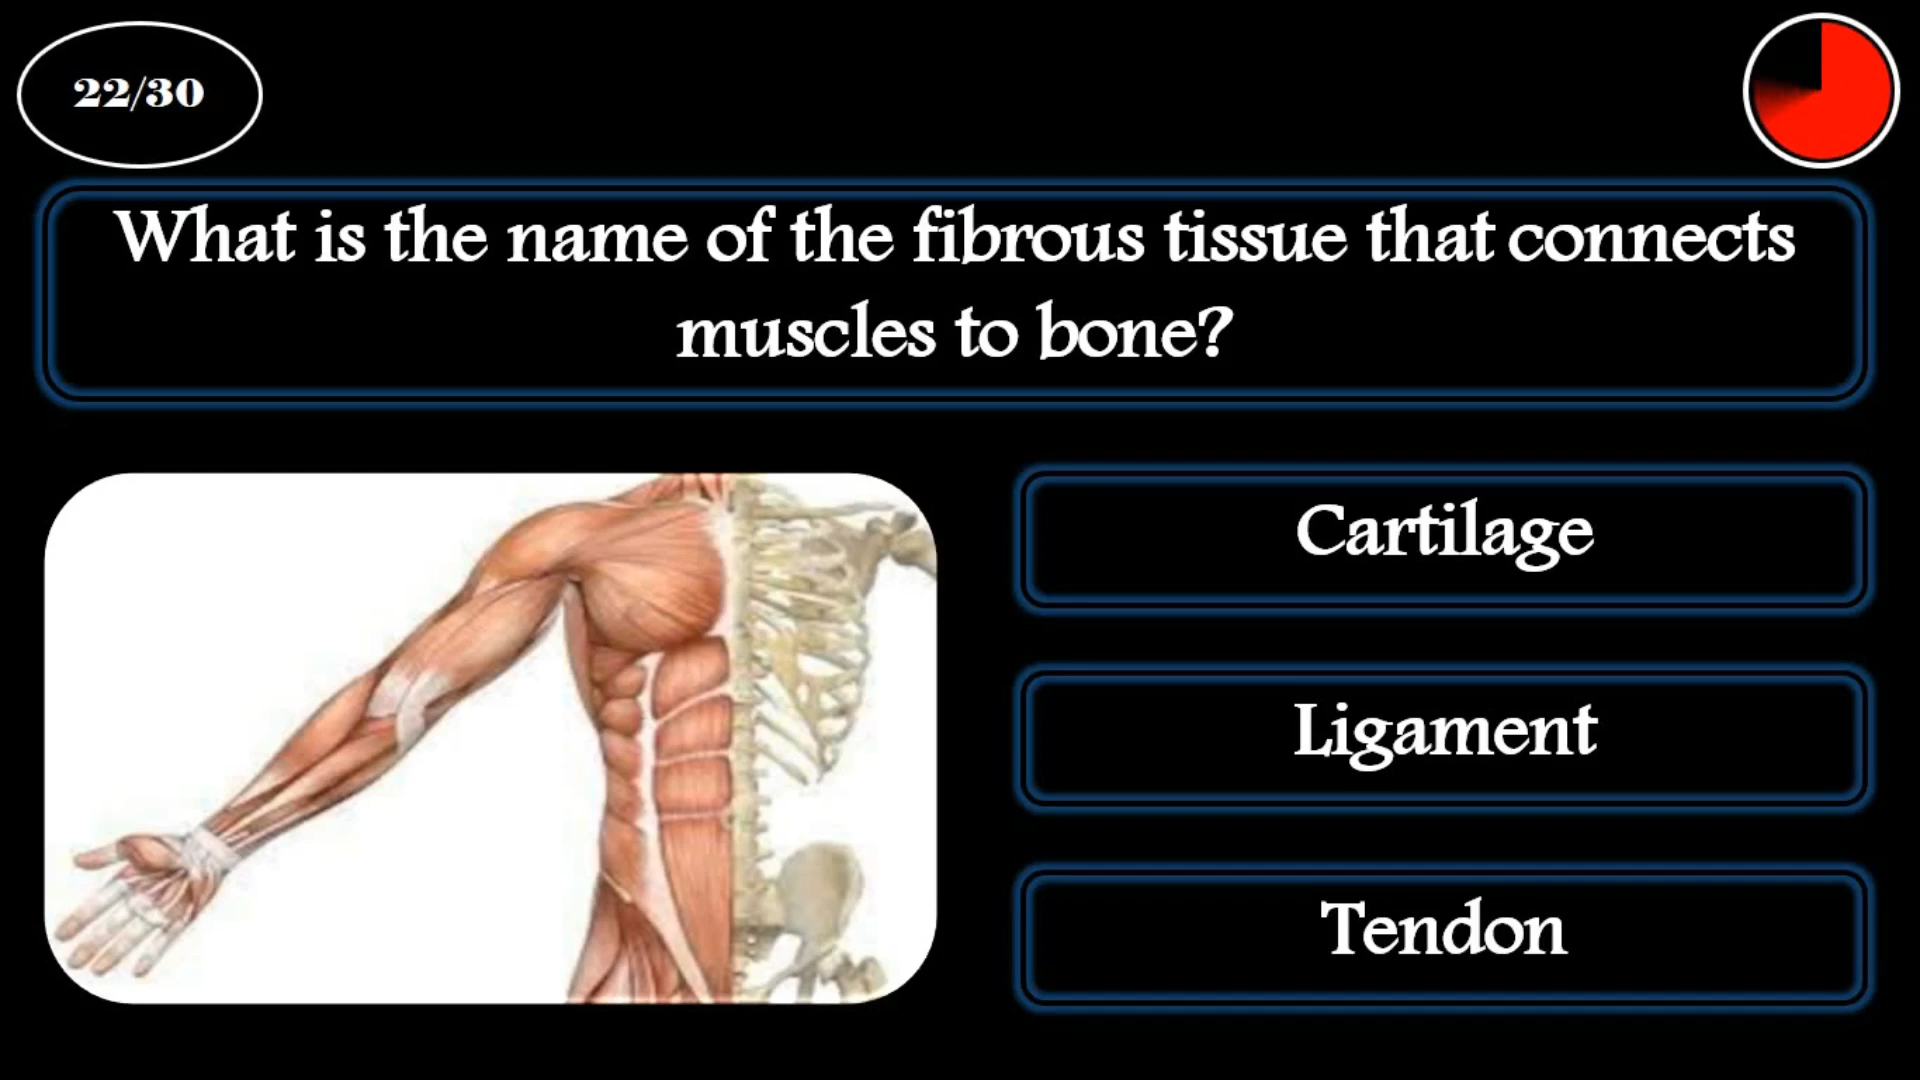 22/30
What is the name of the fibrous tissue that connects
muscles to bone?
Cartilage
Ligament
Tendon